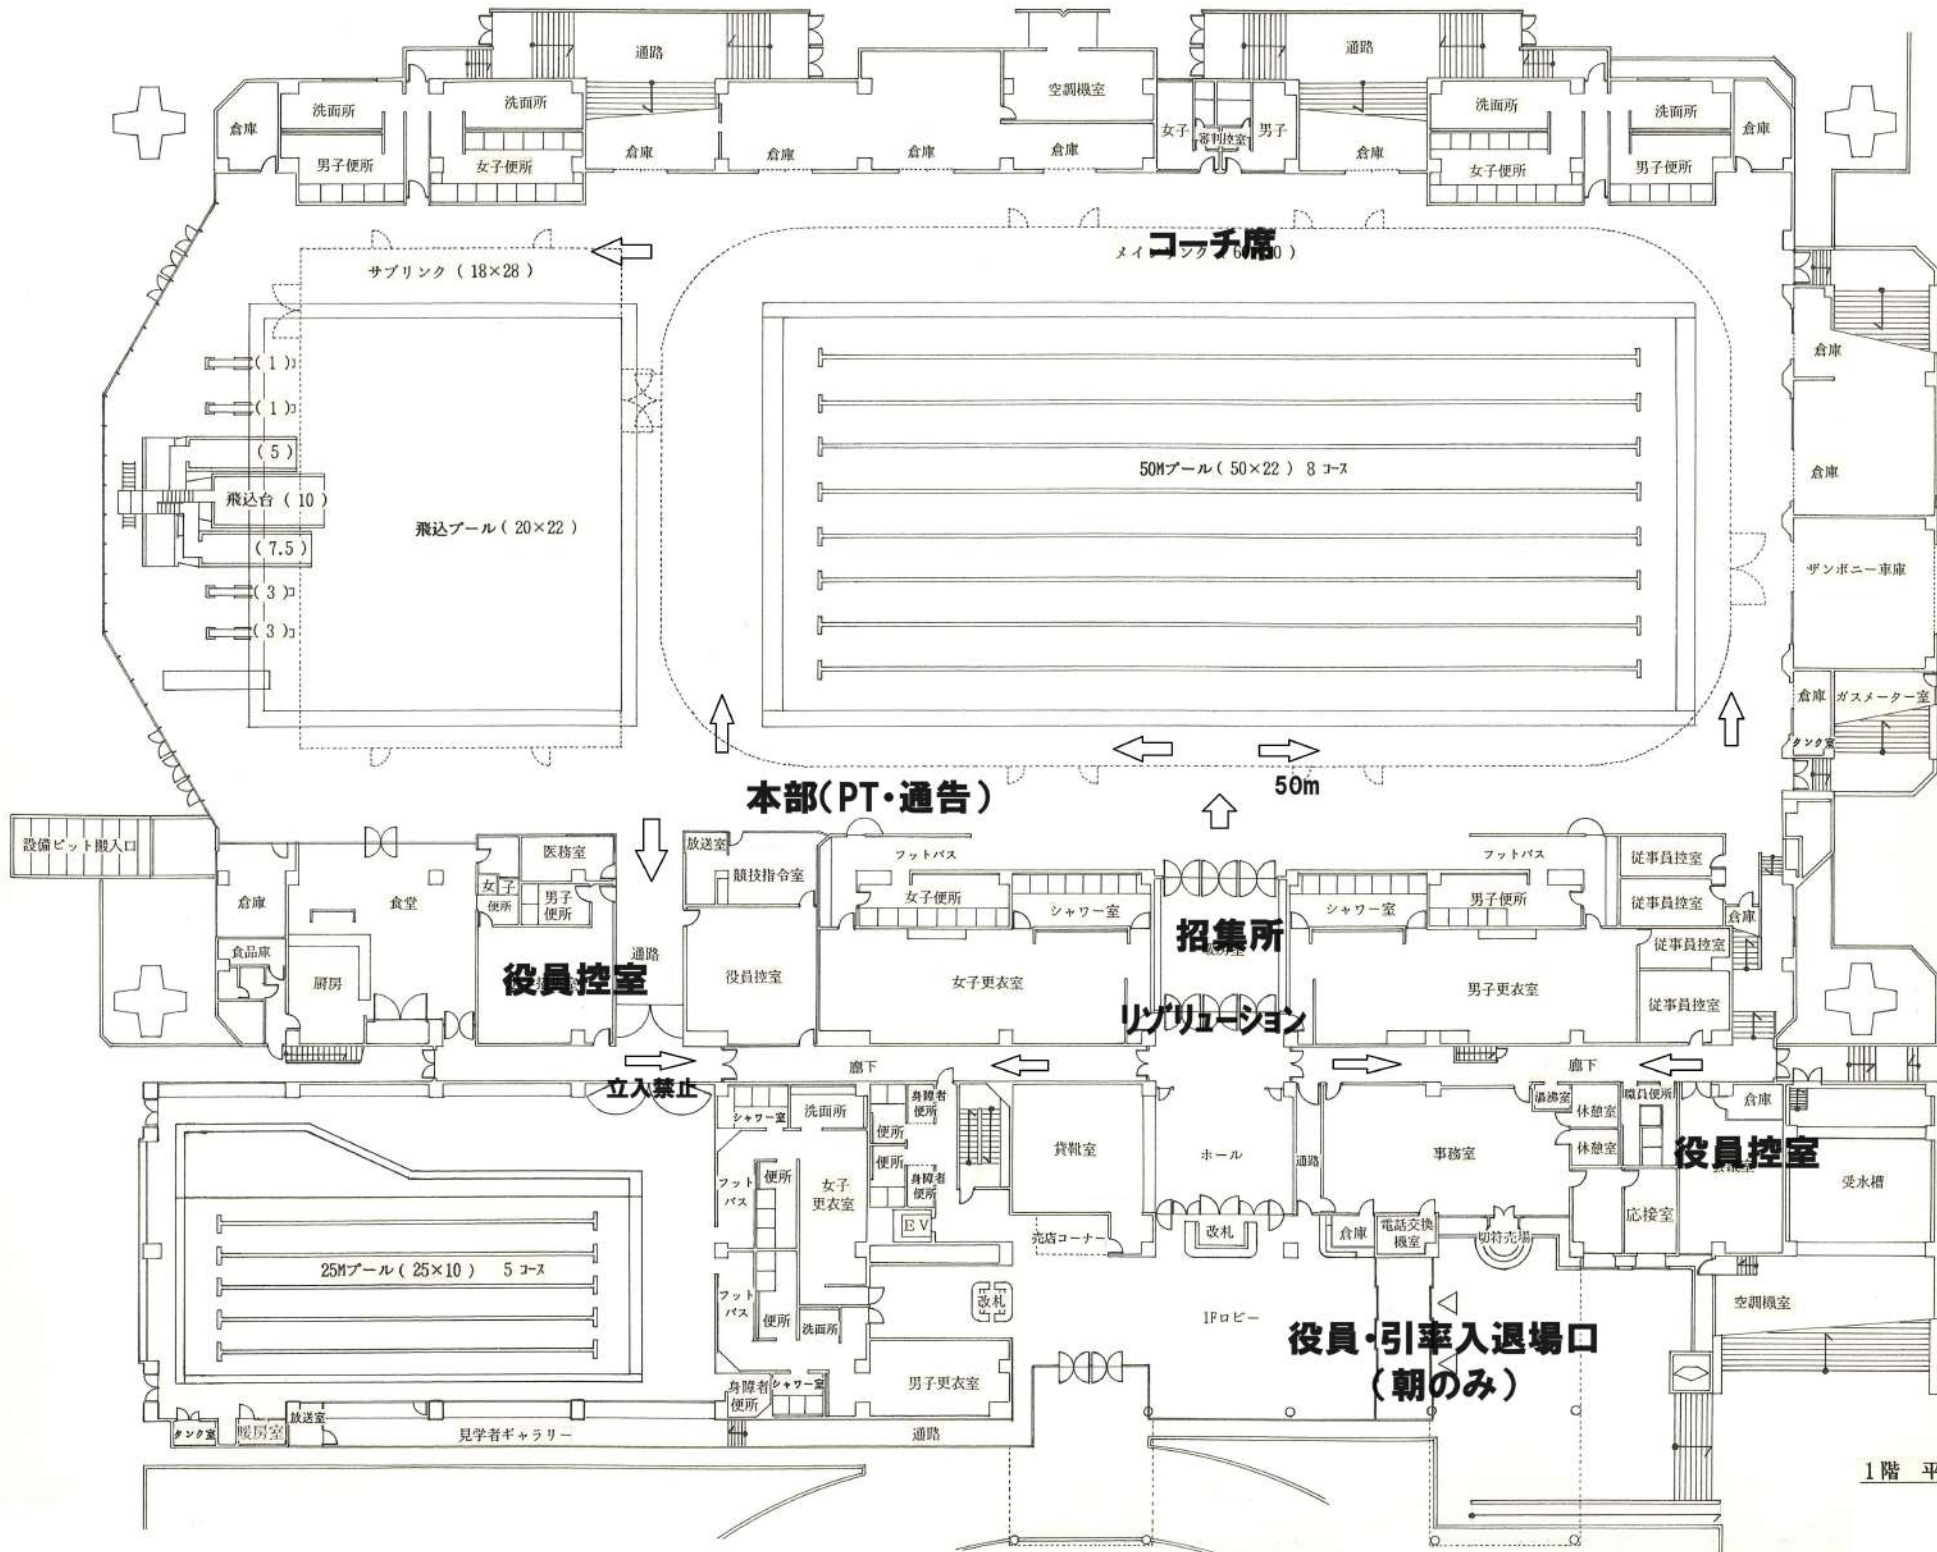 通路
通路
空調機室
洗面所
洗面所
洗面所
洗面所
倉庫
倉庫
男子便所
女子便所
倉庫
倉庫
倉庫
倉庫
女子
審判控室
男子
倉庫
女子便所
男子便所
コーチ席
サブリンク ( 18×28 )
( 1 )
( 1 )
( 5 )
飛込台 ( 10 )
( 7.5 )
( 3 )
( 3 )
飛込プール ( 20×22 )
50Mプール ( 50×22 ) 8 コース
倉庫
倉庫
ザンボニー車庫
倉庫
ガスメーター室
タンク室
50m
本部(PT・通告)
設備ピット搬入口
倉庫
食堂
食品庫
厨房
医務室
女子
便所
男子
便所
役員控室
通路
放送室
競技指令室
役員控室
フットバス
女子便所
シャワー室
女子更衣室
招集所
リゾリューション
フットバス
シャワー室
男子便所
男子更衣室
従事員控室
従事員控室
倉庫
従事員控室
従事員控室
立入禁止
廊下
廊下
シャワー室
洗面所
便所
身障者
便所
便所
身障者
便所
フット
バス
便所
女子
更衣室
EV
貸靴室
売店コーナー
ホール
改札
通路
事務室
倉庫
電話交換
機室
切符売場
湯沸室
休憩室
休憩室
職員便所
倉庫
役員控室
応接室
受水槽
空調機室
25Mプール ( 25×10 ) 5 コース
フット
バス
便所
洗面所
改札
1Fロビー
役員・引率入退場口
(朝のみ)
男子更衣室
身障者
便所
シャワー室
タンク室
暖房室
放送室
見学者ギャラリー
通路
1階 平